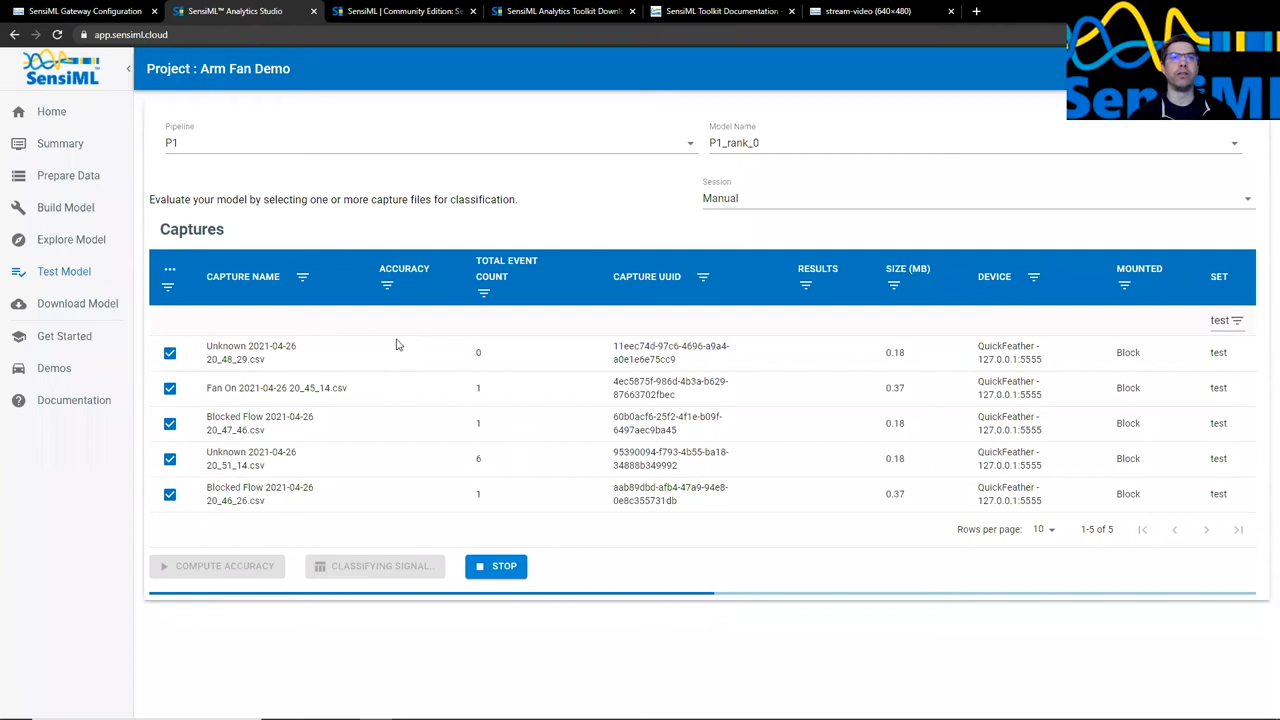 SensiML Gateway Configuration
SensiML™ Analytics Studio
SensiML | Community Edition: Se
SensiML Analytics Toolkit Downl
SensiML Toolkit Documentation
stream-video (640×480)
app.sensiml.cloud
SensiML
Project : Arm Fan Demo
SensiML
Home
Summary
Prepare Data
Build Model
Explore Model
Test Model
Download Model
Get Started
Demos
Documentation
Pipeline
P1
Model Name
P1_rank_0
Evaluate your model by selecting one or more capture files for classification.
Session
Manual
Captures
... CAPTURE NAME ACCURACY TOTAL EVENT COUNT CAPTURE UUID RESULTS SIZE (MB) DEVICE MOUNTED SET
test
Unknown 2021-04-26 0 11eec74d-97c6-4696-a9a4- 0.18 QuickFeather - Block test
20_48_29.csv a0e1e6e75cc9 127.0.0.1:5555
Fan On 2021-04-26 20_45_14.csv 1 4ec5875f-986d-4b3a-b629- 0.37 QuickFeather - Block test
87663702fbec 127.0.0.1:5555
Blocked Flow 2021-04-26 1 60b0acf6-25f2-4f1e-b09f- 0.18 QuickFeather - Block test
20_47_46.csv 6497aec9ba45 127.0.0.1:5555
Unknown 2021-04-26 6 95390094-f793-4b55-ba18- 0.18 QuickFeather - Block test
20_51_14.csv 34888b349992 127.0.0.1:5555
Blocked Flow 2021-04-26 1 aab89dbd-afb4-47a9-94e8- 0.37 QuickFeather - Block test
20_46_26.csv 0e8c355731db 127.0.0.1:5555
Rows per page: 10 1-5 of 5
COMPUTE ACCURACY
CLASSIFYING SIGNAL...
STOP